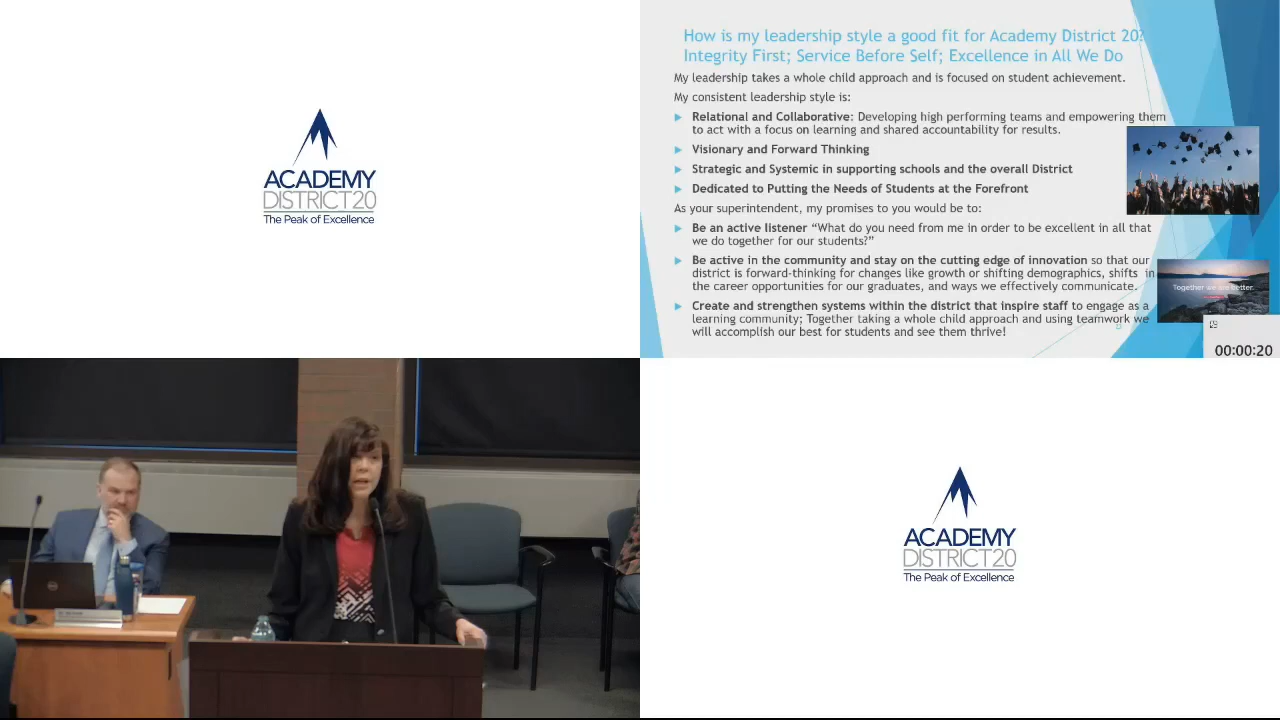 ACADEMY
DISTRICT20
The Peak of Excellence
How is my leadership style a good fit for Academy District 20?
Integrity First; Service Before Self; Excellence in All We Do
My leadership takes a whole child approach and is focused on student achievement.
My consistent leadership style is:
Relational and Collaborative: Developing high performing teams and empowering them
to act with a focus on learning and shared accountability for results.
Visionary and Forward Thinking
Strategic and Systemic in supporting schools and the overall District
Dedicated to Putting the Needs of Students at the Forefront
As your superintendent, my promises to you would be to:
Be an active listener “What do you need from me in order to be excellent in all that
we do together for our students?”
Be active in the community and stay on the cutting edge of innovation so that our
district is forward-thinking for changes like growth or shifting demographics, shifts in
the career opportunities for our graduates, and ways we effectively communicate.
Create and strengthen systems within the district that inspire staff to engage as a
learning community; Together taking a whole child approach and using teamwork we
will accomplish our best for students and see them thrive!
Together we are better.
00:00:20
ACADEMY
DISTRICT20
The Peak of Excellence